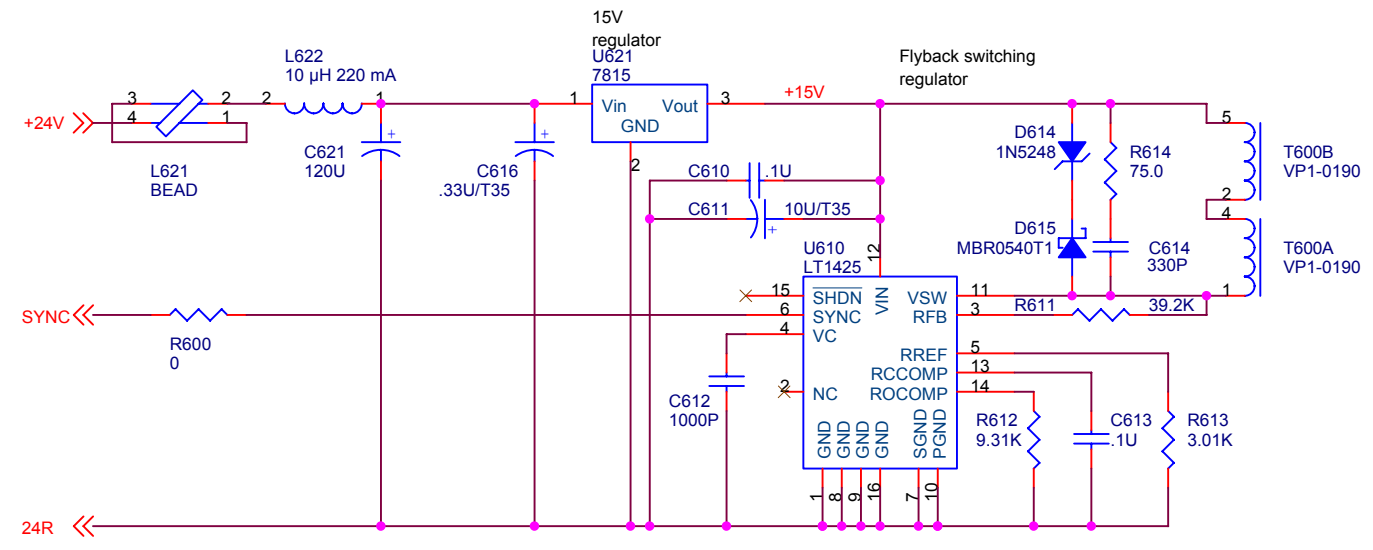 15V
regulator
U621
7815
L622
10 µH 220 mA
Flyback switching
regulator
3
2
2
1
1
Vin
Vout
GND
3
+15V
4
1
+24V
L621
BEAD
+
C621
120U
+
C616
.33U/T35
2
C610
.1U
C611
10U/T35
+
D614
1N5248
R614
75.0
5
T600B
VP1-0190
2
4
D615
MBR0540T1
C614
330P
T600A
VP1-0190
1
U610
LT1425
12
15
SHDN
VIN
VSW
11
SYNC
6
SYNC
RFB
3
R611
39.2K
4
VC
R600
0
RREF
5
RCCOMP
13
2
NC
ROCOMP
14
C612
1000P
GND
GND
GND
GND
SGND
PGND
R612
9.31K
C613
.1U
R613
3.01K
1
8
9
16
7
10
24R